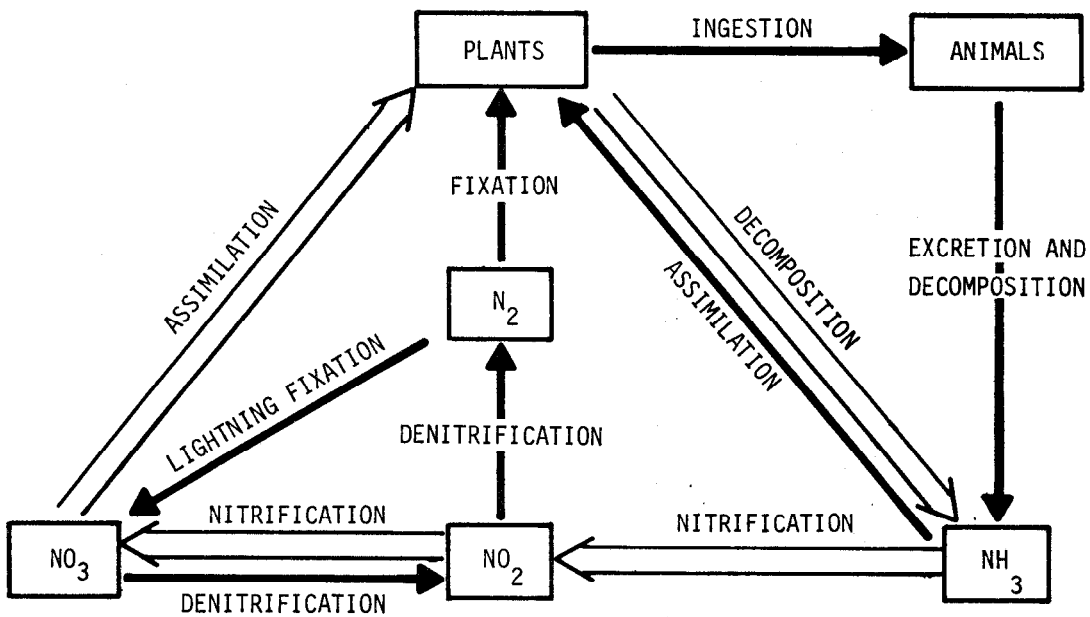 INGESTION
PLANTS
ANIMALS
FIXATION
ASSIMILATION
DECOMPOSITION
ASSIMILATION
EXCRETION AND
DECOMPOSITION
N2
LIGHTNING FIXATION
DENITRIFICATION
NITRIFICATION
NITRIFICATION
NO3
NO2
NH3
DENITRIFICATION